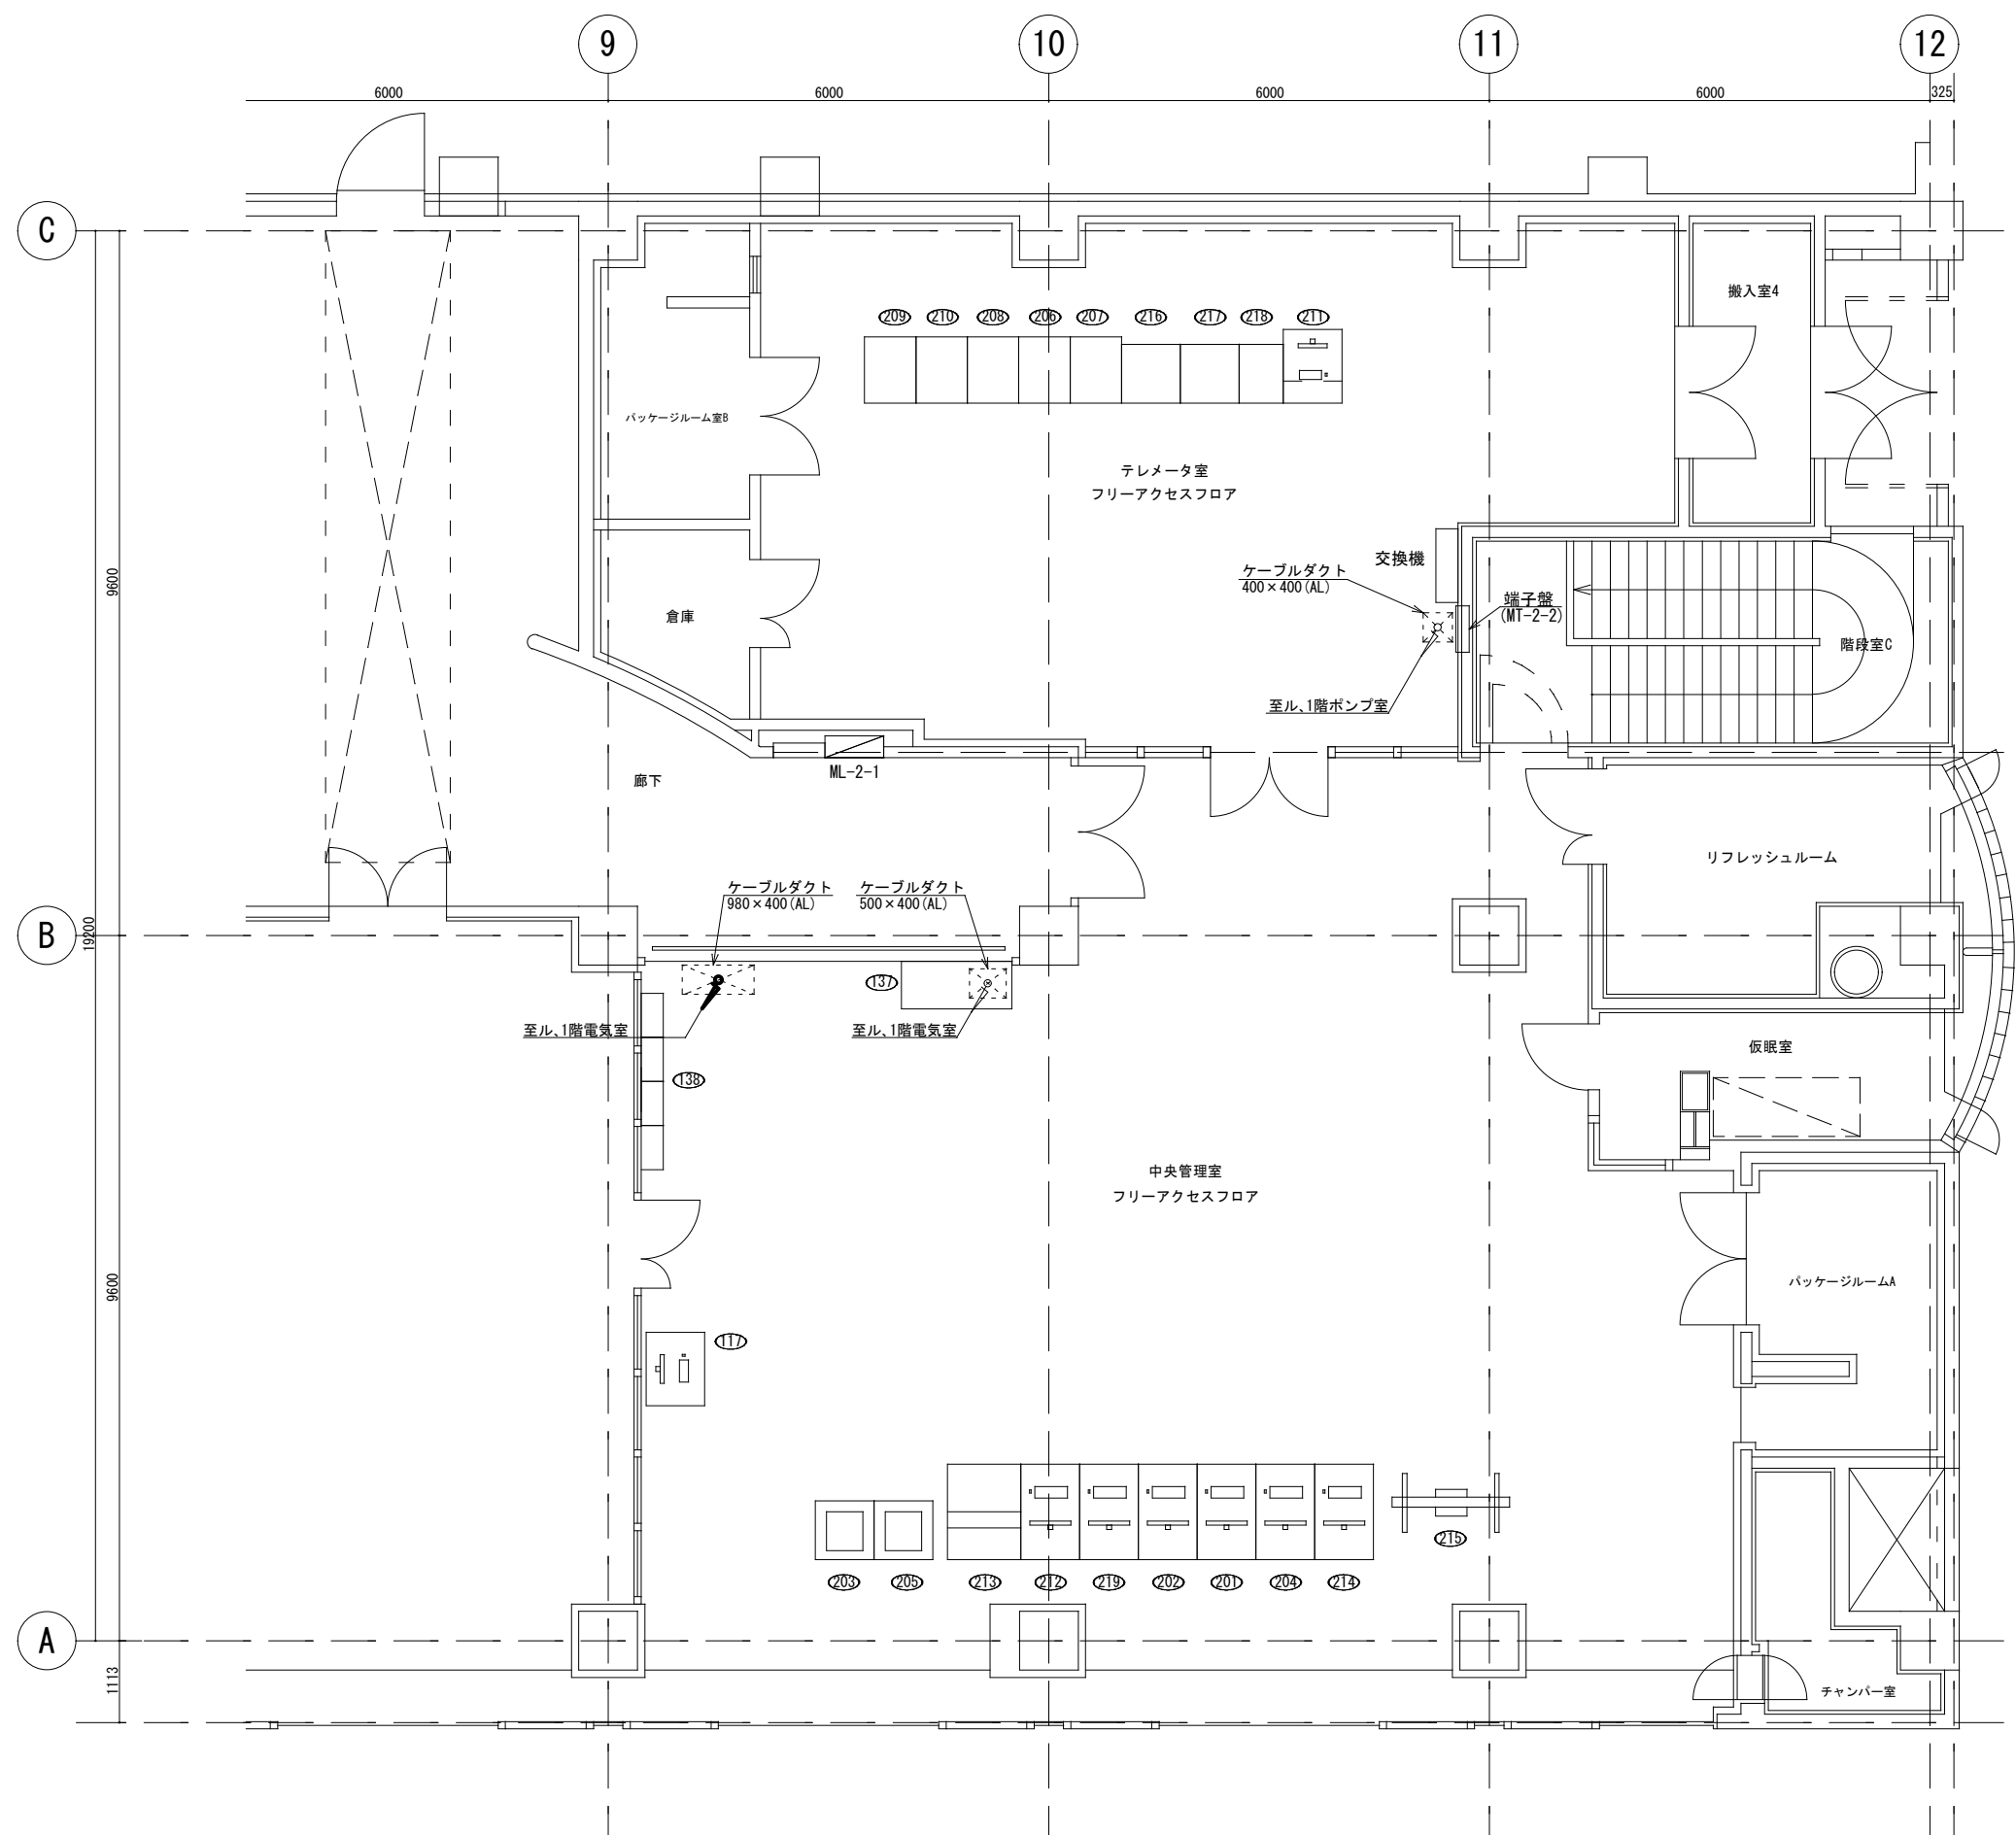 9
10
11
12
6000
6000
6000
6000
325
C
搬入室4
209
210
208
206
207
216
217
218
211
パッケージルーム室B
テレメータ室
フリーアクセスフロア
交換機
ケーブルダクト
400×400(AL)
端子盤
(MT-2-2)
9600
倉庫
階段室C
至ル、1階ポンプ室
ML-2-1
廊下
リフレッシュルーム
ケーブルダクト
980×400(AL)
ケーブルダクト
500×400(AL)
B
19200
137
至ル、1階電気室
至ル、1階電気室
仮眠室
138
中央管理室
フリーアクセスフロア
9600
パッケージルームA
117
215
203
205
213
212
219
202
201
204
214
A
1113
チャンバー室